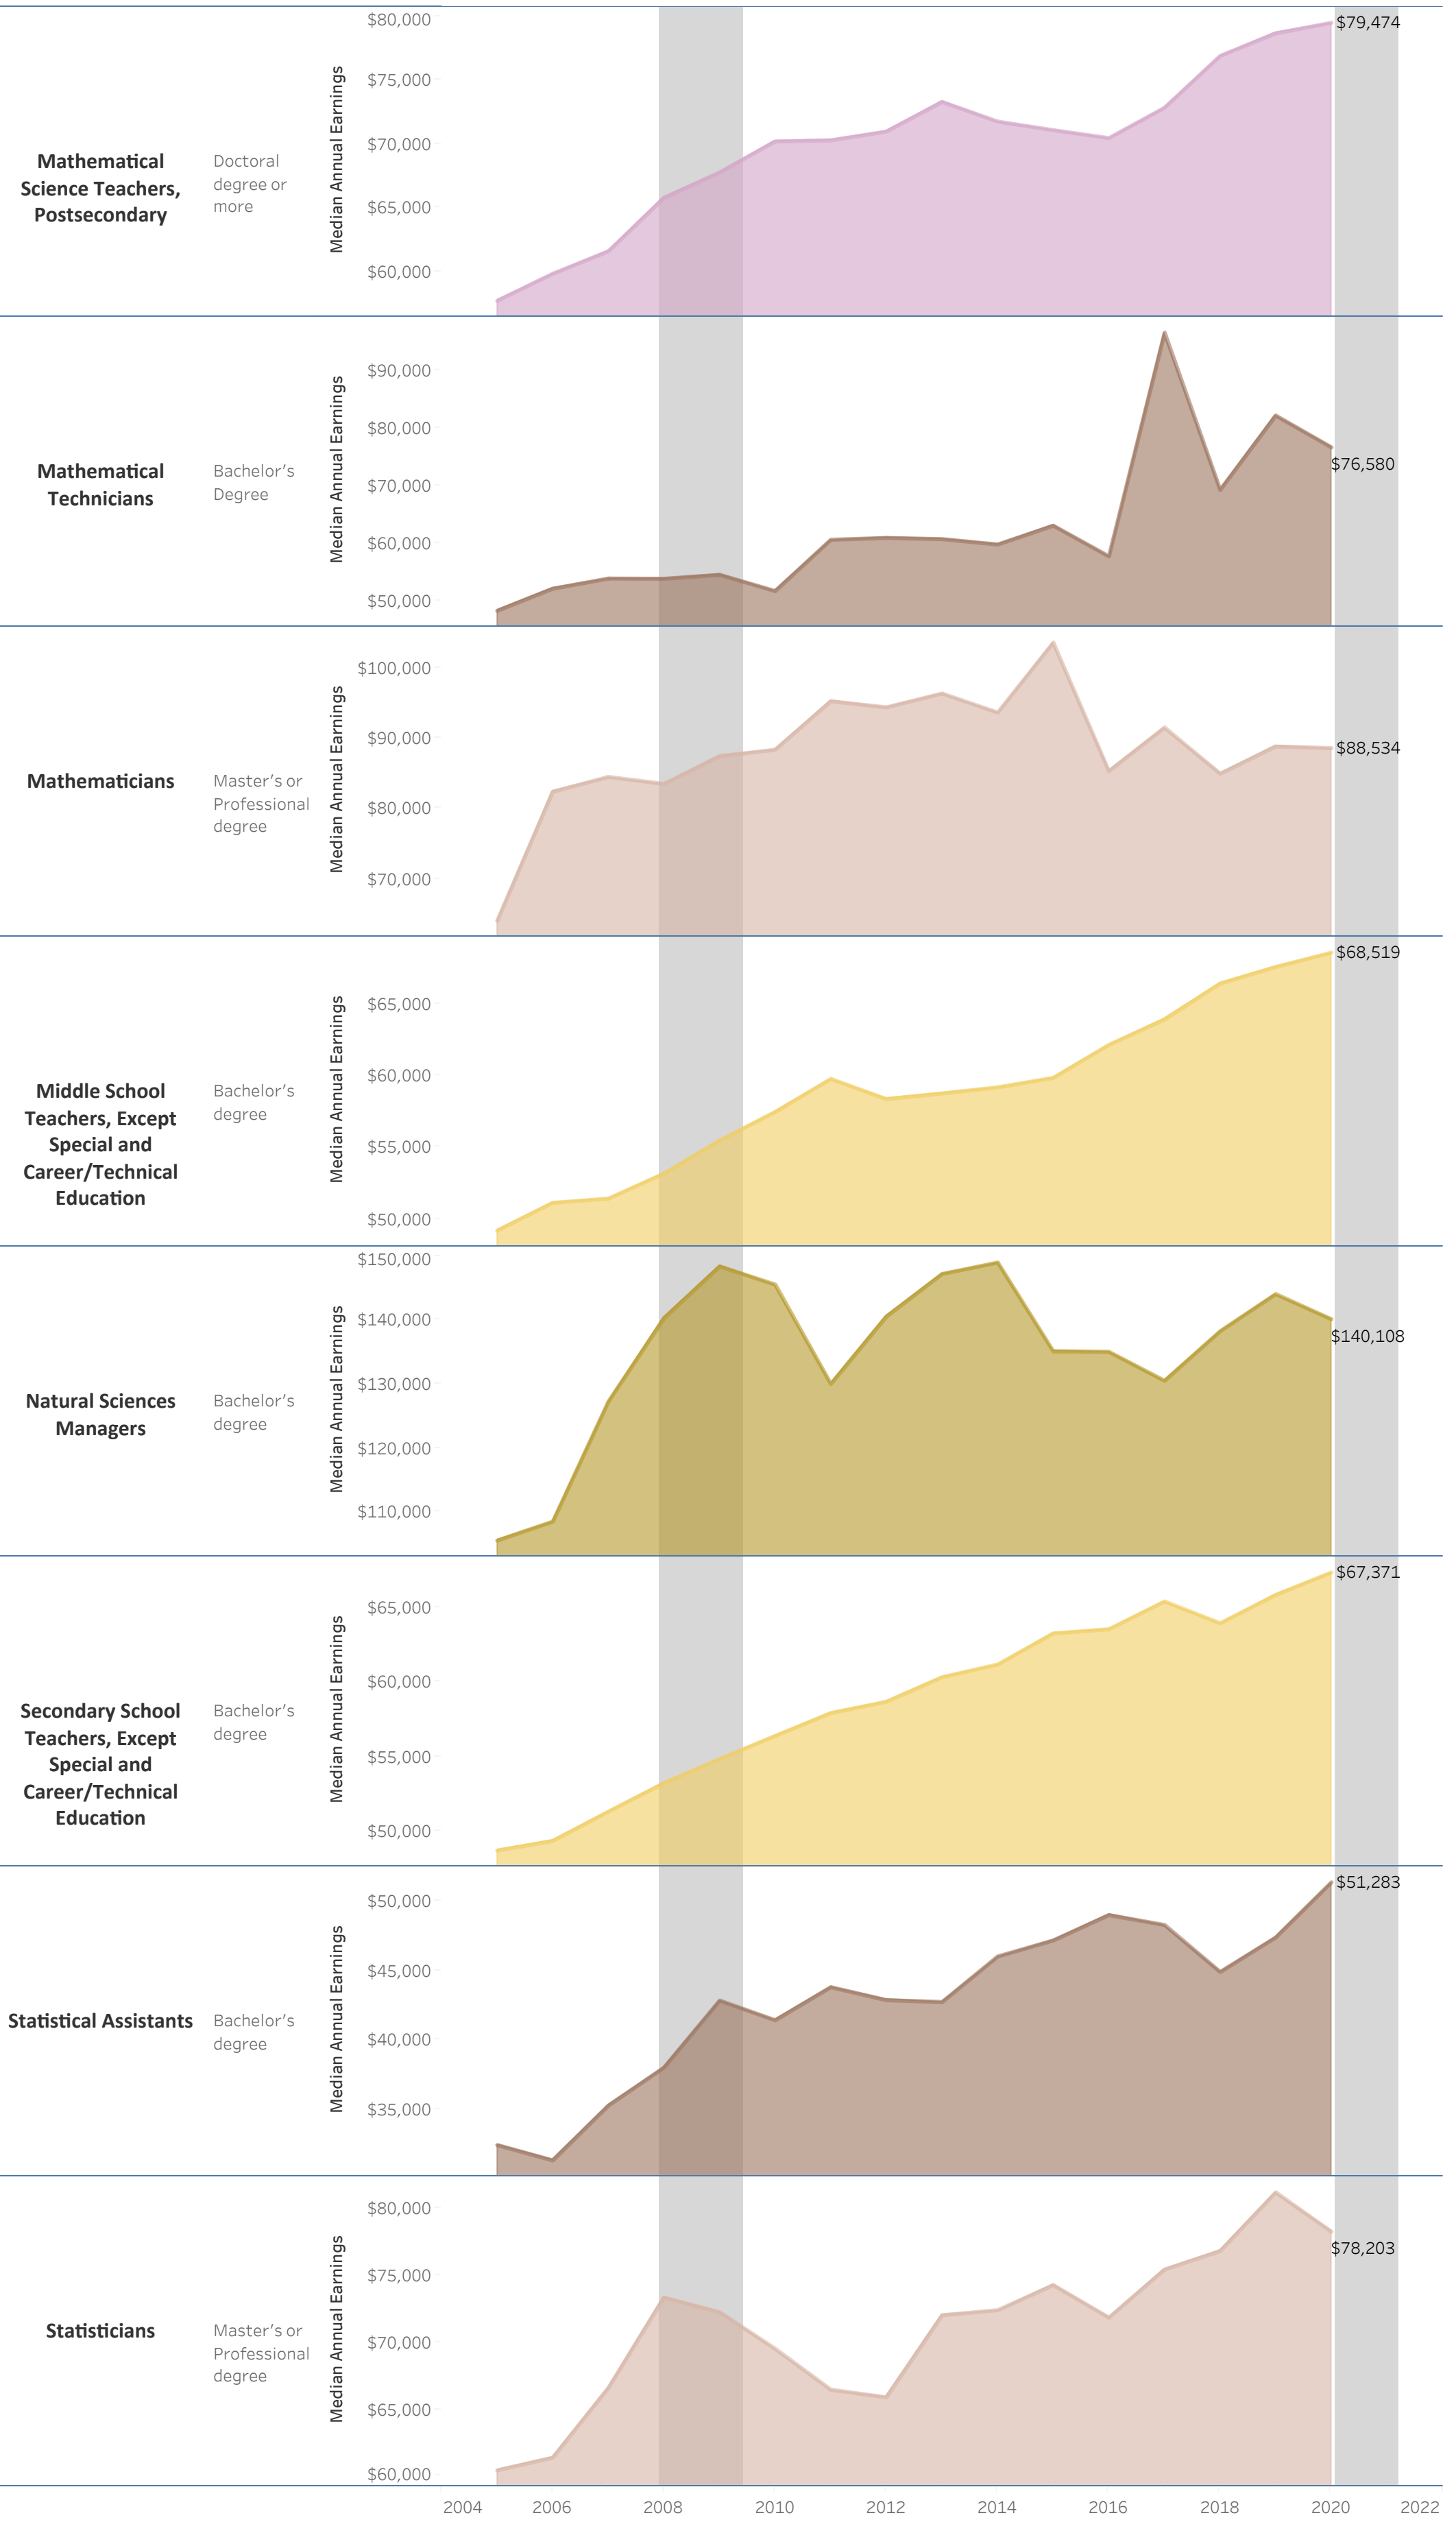 Mathematical
Science Teachers,
Postsecondary
Doctoral
degree or
more
Median Annual Earnings
$80,000
$75,000
$70,000
$65,000
$60,000
$79,474
Mathematical
Technicians
Bachelor's
Degree
Median Annual Earnings
$90,000
$80,000
$70,000
$60,000
$50,000
$76,580
Mathematicians
Master's or
Professional
degree
Median Annual Earnings
$100,000
$90,000
$80,000
$70,000
$88,534
Middle School
Teachers, Except
Special and
Career/Technical
Education
Bachelor's
degree
Median Annual Earnings
$65,000
$60,000
$55,000
$50,000
$68,519
Natural Sciences
Managers
Bachelor's
degree
Median Annual Earnings
$150,000
$140,000
$130,000
$120,000
$110,000
$140,108
Secondary School
Teachers, Except
Special and
Career/Technical
Education
Bachelor's
degree
Median Annual Earnings
$65,000
$60,000
$55,000
$50,000
$67,371
Statistical Assistants
Bachelor's
degree
Median Annual Earnings
$50,000
$45,000
$40,000
$35,000
$51,283
Statisticians
Master's or
Professional
degree
Median Annual Earnings
$80,000
$75,000
$70,000
$65,000
$60,000
$78,203
2004 2006 2008 2010 2012 2014 2016 2018 2020 2022